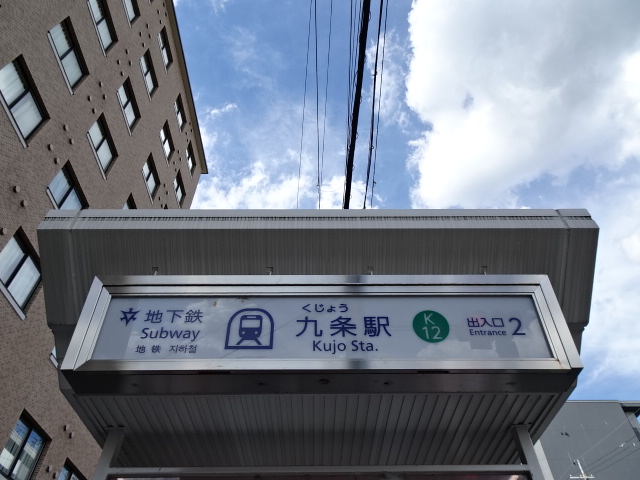 地下鉄
Subway
地 铁 지하철
くじょう
九条駅
Kujo Sta.
K
12
出入口
Entrance
2